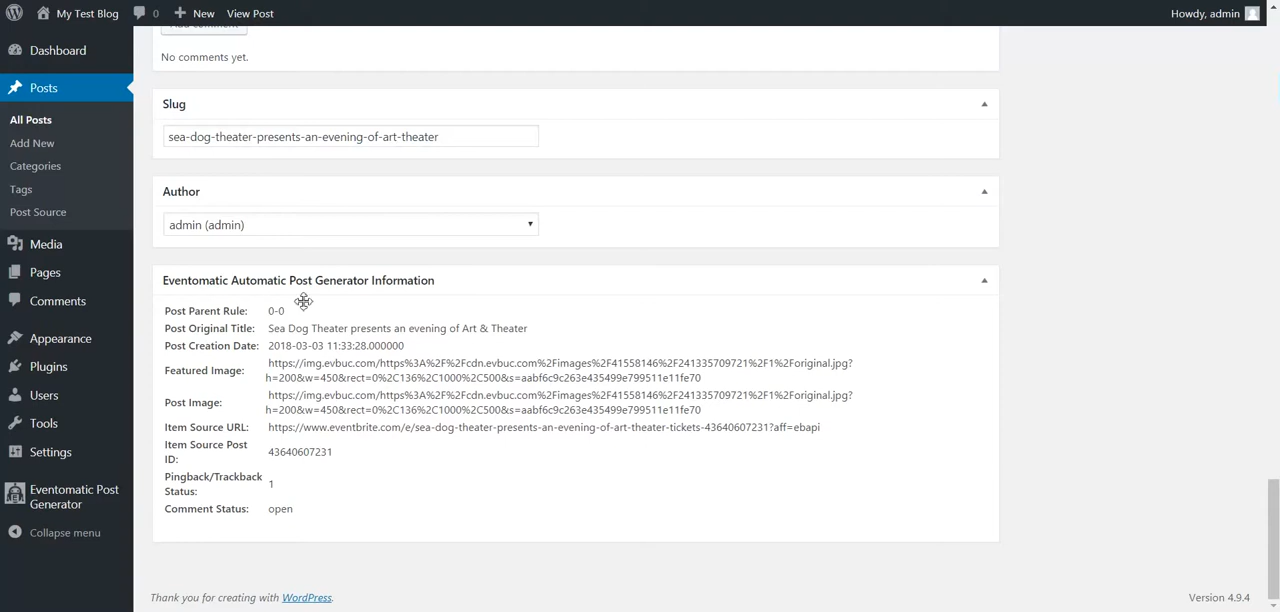 My Test Blog
0
New
View Post
Howdy, admin
Dashboard
Posts
All Posts
Add New
Categories
Tags
Post Source
Media
Pages
Comments
Appearance
Plugins
Users
Tools
Settings
Eventomatic Post
Generator
Collapse menu
Add comment
No comments yet.
Slug
sea-dog-theater-presents-an-evening-of-art-theater
Author
admin (admin)
Eventomatic Automatic Post Generator Information
Post Parent Rule: 0-0
Post Original Title: Sea Dog Theater presents an evening of Art & Theater
Post Creation Date: 2018-03-03 11:33:28.000000
Featured Image: https://img.evbuc.com/https%3A%2F%2Fcdn.evbuc.com%2Fimages%2F41558146%2F241335709721%2F1%2Foriginal.jpg?
h=200&w=450&rect=0%2C136%2C1000%2C500&s=aabf6c9c263e435499e799511e11fe70
Post Image: https://img.evbuc.com/https%3A%2F%2Fcdn.evbuc.com%2Fimages%2F41558146%2F241335709721%2F1%2Foriginal.jpg?
h=200&w=450&rect=0%2C136%2C1000%2C500&s=aabf6c9c263e435499e799511e11fe70
Item Source URL: https://www.eventbrite.com/e/sea-dog-theater-presents-an-evening-of-art-theater-tickets-43640607231?aff=ebapi
Item Source Post
ID: 43640607231
Pingback/Trackback
Status: 1
Comment Status: open
Thank you for creating with WordPress.
Version 4.9.4